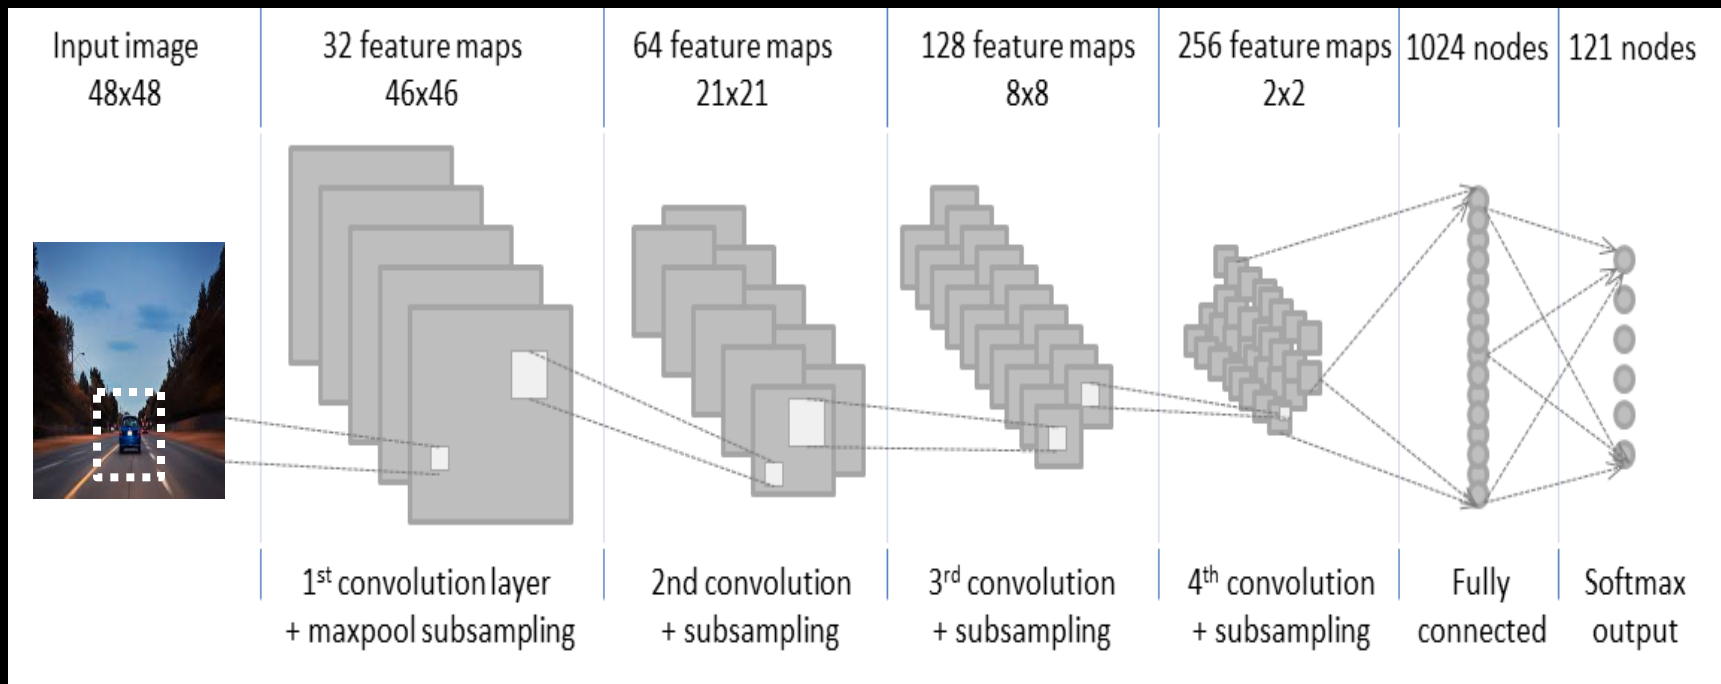 Input image
48x48
32 feature maps
46x46
64 feature maps
21x21
128 feature maps
8x8
256 feature maps
2x2
1024 nodes
121 nodes
1st convolution layer
+ maxpool subsampling
2nd convolution
+ subsampling
3rd convolution
+ subsampling
4th convolution
+ subsampling
Fully
connected
Softmax
output